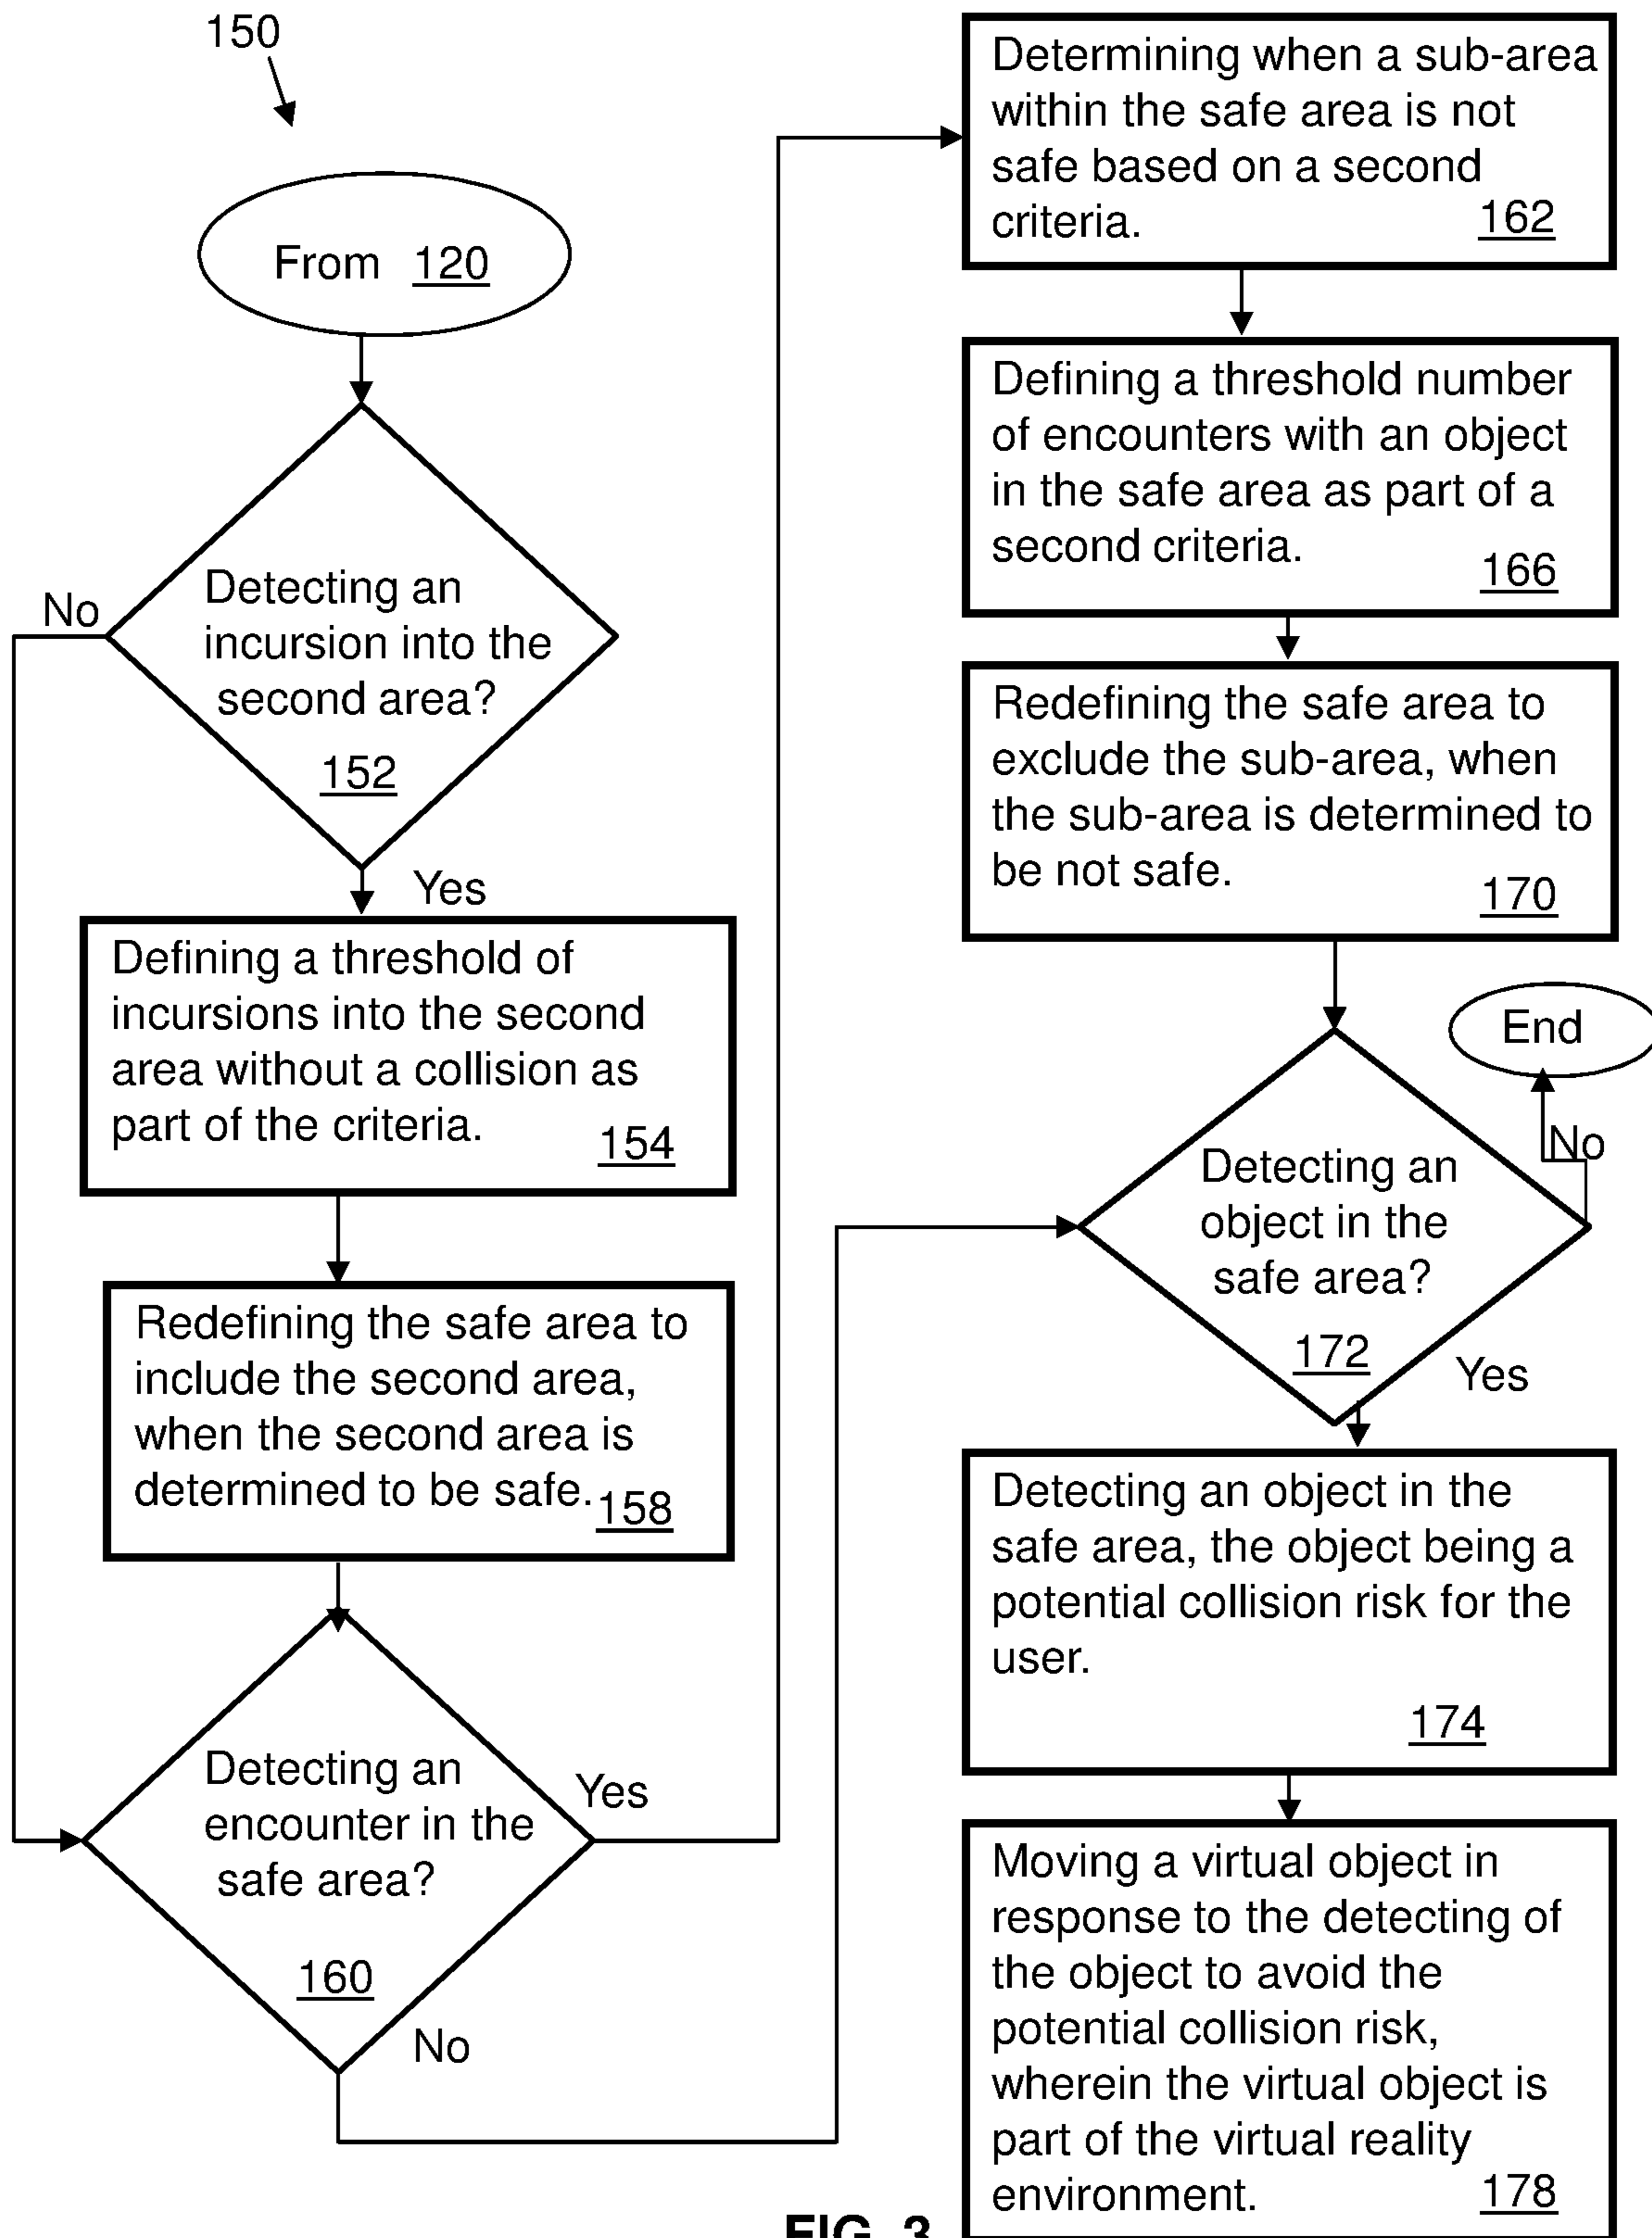 150
From 120
Detecting an
incursion into the
second area?
152
No
Yes
Defining a threshold of
incursions into the second
area without a collision as
part of the criteria.
154
Redefining the safe area to
include the second area,
when the second area is
determined to be safe.
158
Detecting an
encounter in the
safe area?
160
Yes
No
Determining when a sub-area
within the safe area is not
safe based on a second
criteria.
162
Defining a threshold number
of encounters with an object
in the safe area as part of a
second criteria.
166
Redefining the safe area to
exclude the sub-area, when
the sub-area is determined to
be not safe.
170
End
No
Detecting an
object in the
safe area?
172
Yes
Detecting an object in the
safe area, the object being a
potential collision risk for the
user.
174
Moving a virtual object in
response to the detecting of
the object to avoid the
potential collision risk,
wherein the virtual object is
part of the virtual reality
environment.
178
FIG. 3